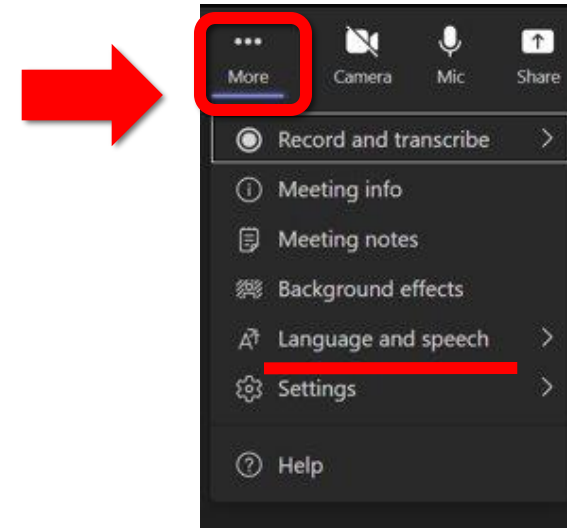 More Camera Mic Share
Record and transcribe
Meeting info
Meeting notes
Background effects
Language and speech
Settings
Help